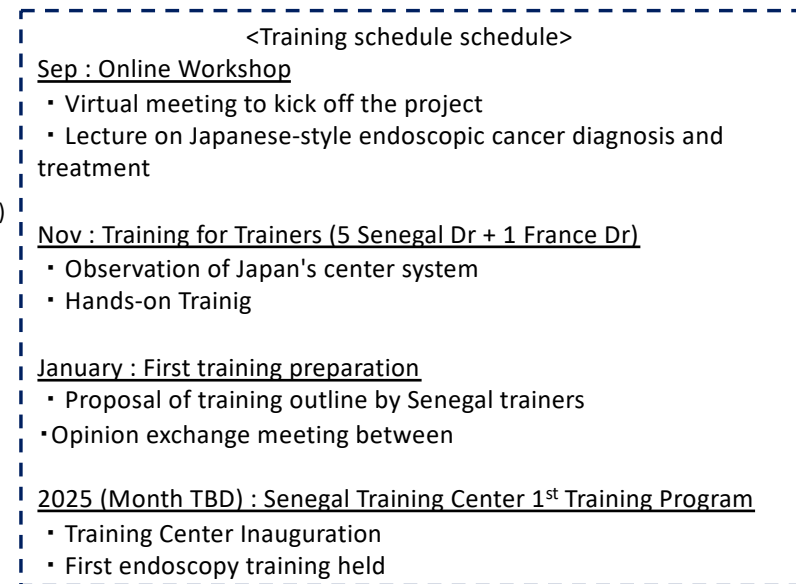 <Training schedule schedule>
Sep : Online Workshop
・Virtual meeting to kick off the project
・Lecture on Japanese-style endoscopic cancer diagnosis and
treatment
)
Nov : Training for Trainers (5 Senegal Dr + 1 France Dr)
・Observation of Japan's center system
・Hands-on Trainig
January : First training preparation
・Proposal of training outline by Senegal trainers
・Opinion exchange meeting between
2025 (Month TBD) : Senegal Training Center 1st Training Program
・Training Center Inauguration
・First endoscopy training held